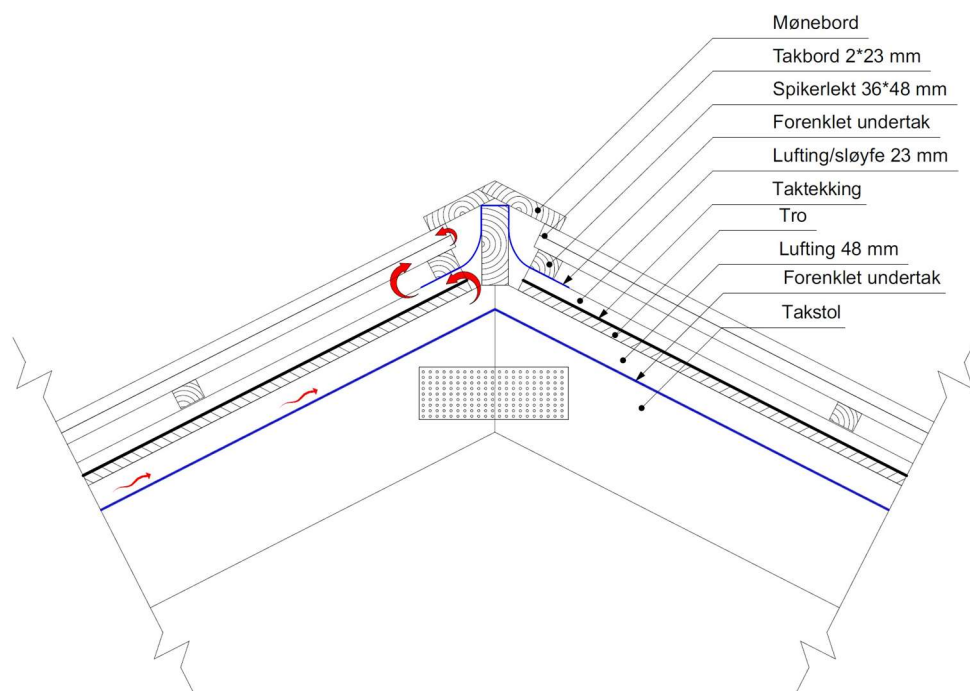 Mønebord
Takbord 2*23 mm
Spikerlekt 36*48 mm
Forenklet undertak
Lufting/sløyfe 23 mm
Taktekking
Tro
Lufting 48 mm
Forenklet undertak
Takstol